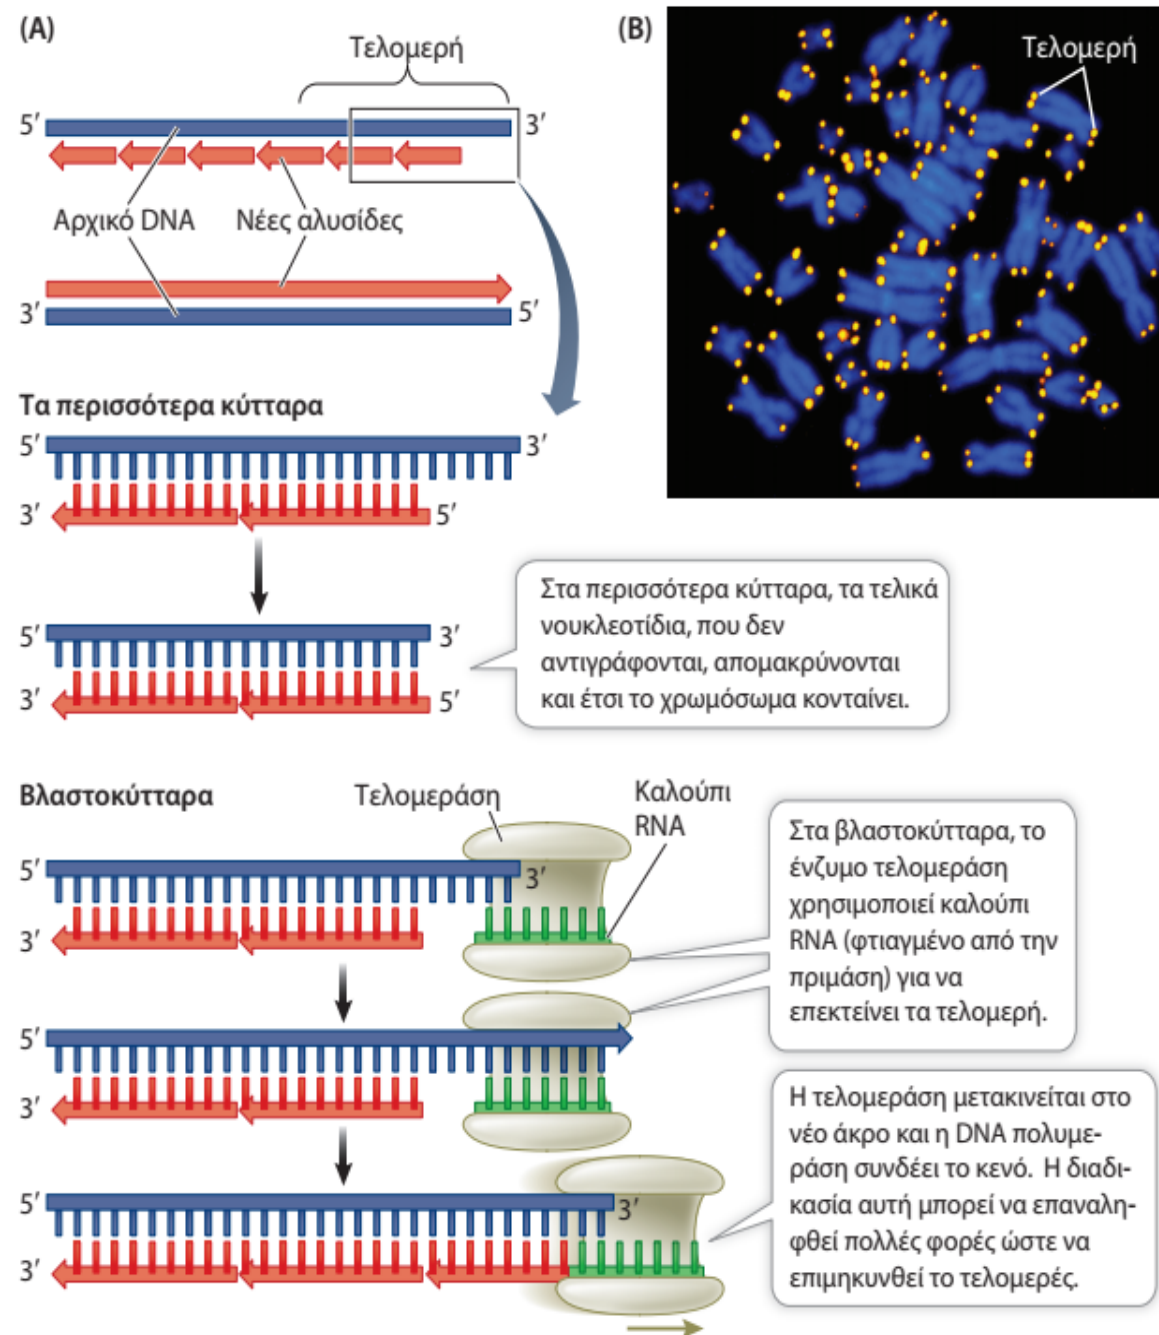 (A)
Τελομερή
5′
3′
Αρχικό DNA
Νέες αλυσίδες
3′
5′
(B)
Τελομερή
Τα περισσότερα κύτταρα
5′
3′
3′
5′
5′
3′
3′
5′
Στα περισσότερα κύτταρα, τα τελικά
νουκλεοτίδια, που δεν
αντιγράφονται, απομακρύνονται
και έτσι το χρωμόσωμα κονταίνει.
Βλαστοκύτταρα
Τελομεράση
Καλούπι
RNA
5′
3′
3′
Στα βλαστοκύτταρα, το
ένζυμο τελομεράση
χρησιμοποιεί καλούπι
RNA (φτιαγμένο από την
πριμάση) για να
επεκτείνει τα τελομερή.
5′
3′
5′
3′
3′
Η τελομεράση μετακινείται στο
νέο άκρο και η DNA πολυμε-
ράση συνδέει το κενό. Η διαδι-
κασία αυτή μπορεί να επαναλη-
φθεί πολλές φορές ώστε να
επιμηκυνθεί το τελομερές.